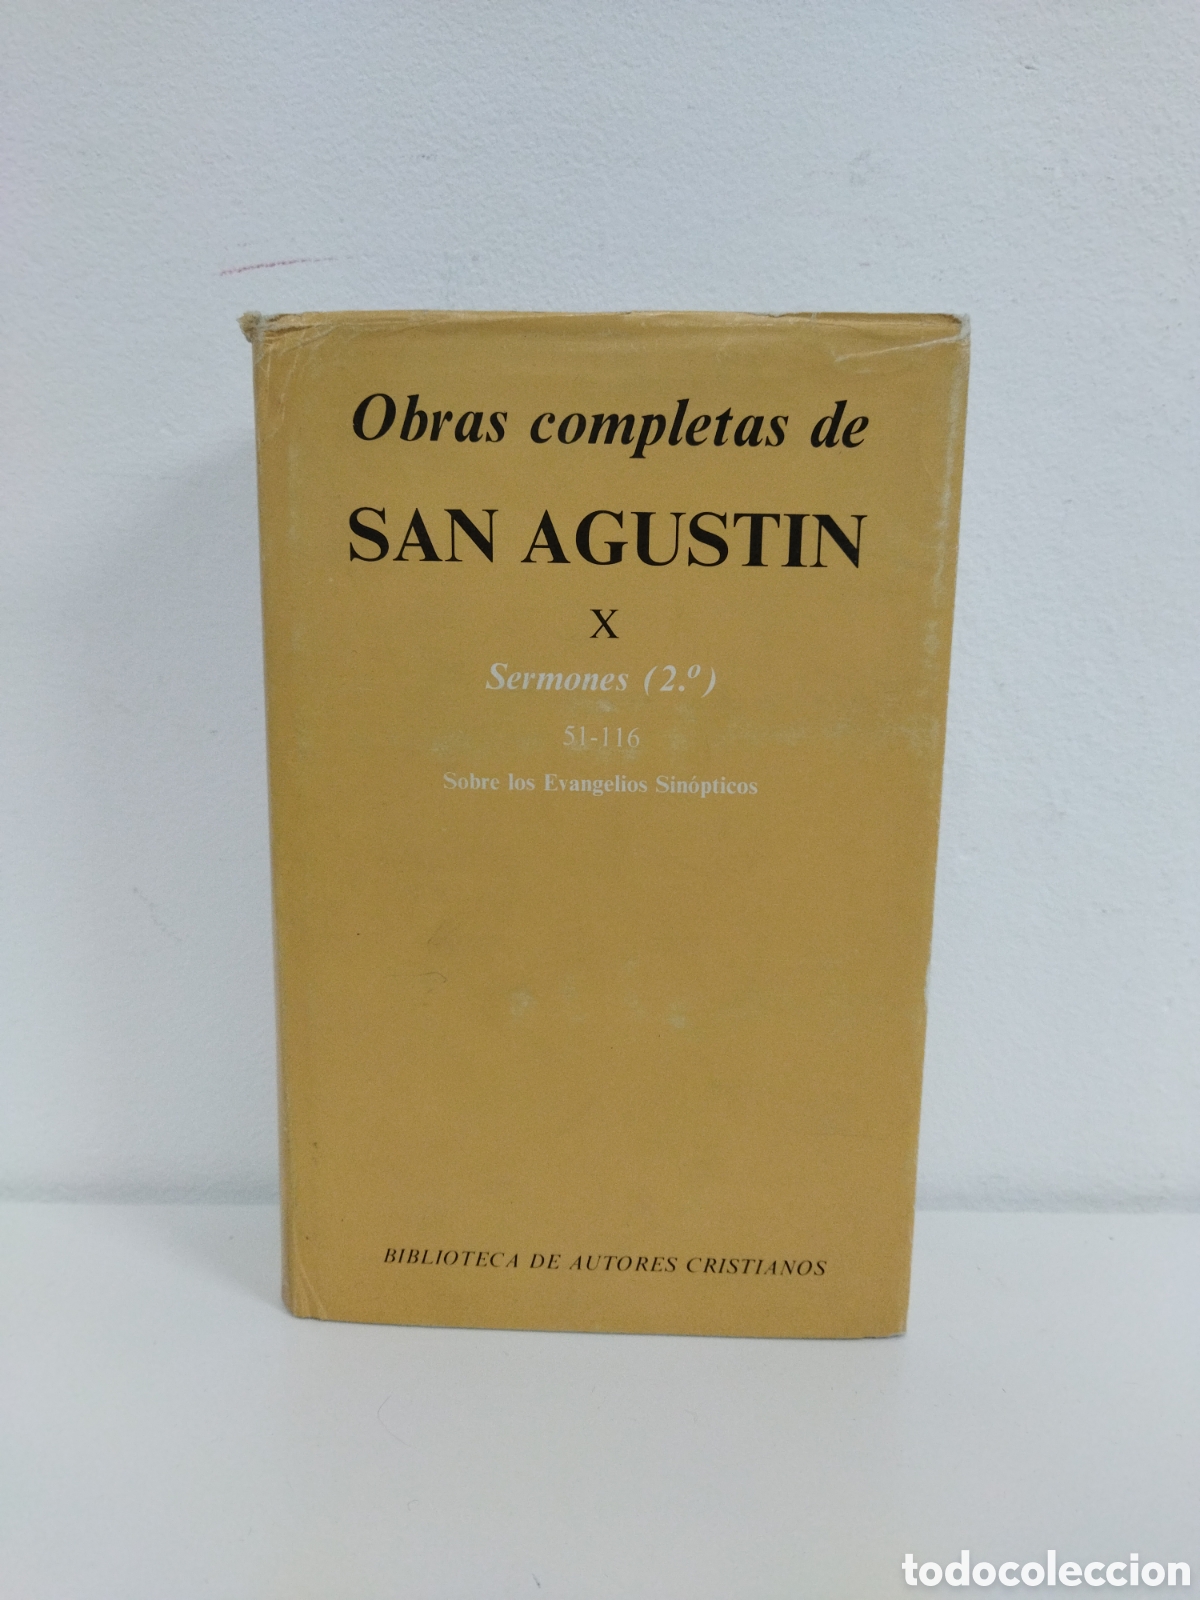 Obras completas de
SAN AGUSTIN
X
Sermones (2.º)
51-116
Sobre los Evangelios Sinópticos
BIBLIOTECA DE AUTORES CRISTIANOS
todocoleccion